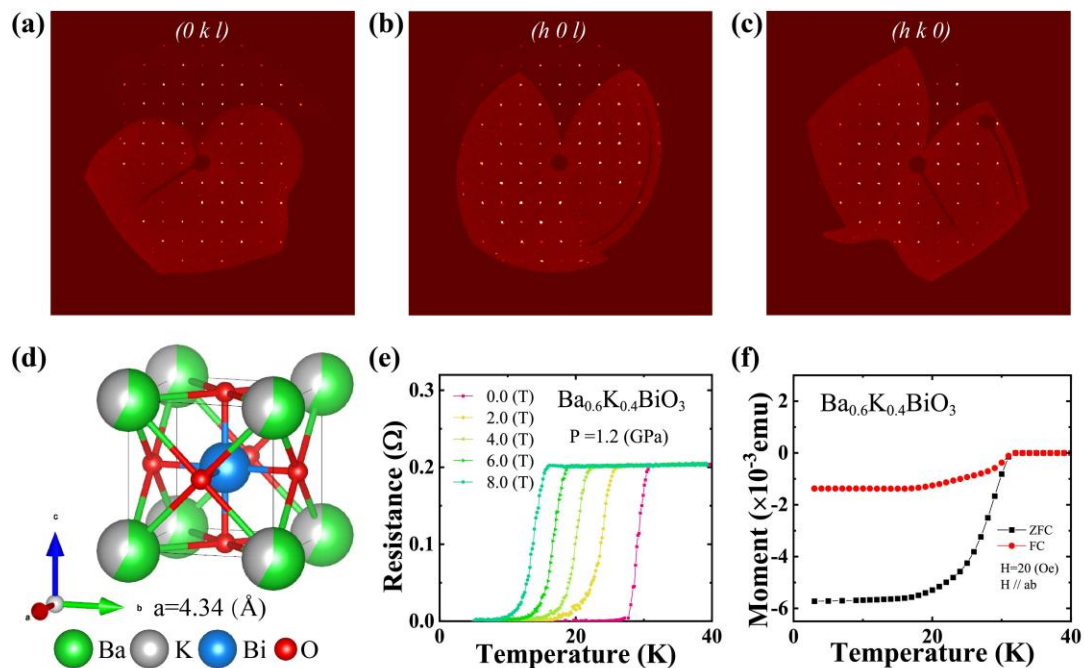 (a) (0 k l)
(b) (h 0 l)
(c) (h k 0)
(d)
c
a
b
a=4.34 (Å)
Ba K Bi O
(e)
Resistance (Ω)
0.3
0.2
0.1
0.0
0.0 (T)
2.0 (T)
4.0 (T)
6.0 (T)
8.0 (T)
Ba₀.₆K₀.₄BiO₃
P =1.2 (GPa)
0 20 40
Temperature (K)
(f)
Moment (×10⁻³emu)
2
0
-2
-4
-6
Ba₀.₆K₀.₄BiO₃
ZFC
FC
H=20 (Oe)
H // ab
0 20 40
Temperature (K)